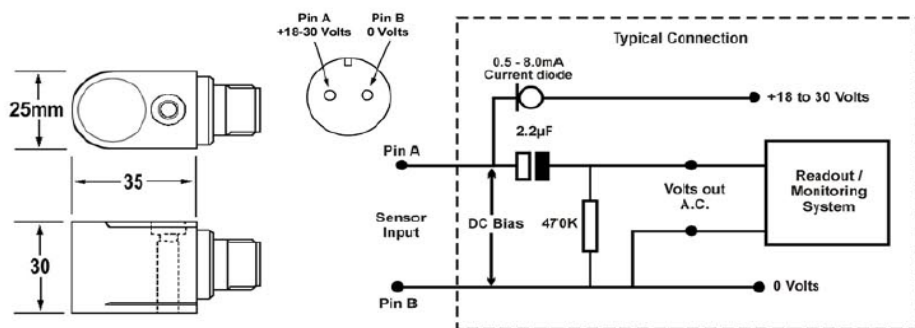 Pin A
+18-30 Volts
Pin B
0 Volts
25mm
35
30
Typical Connection
0.5 - 8.0mA
Current diode
+18 to 30 Volts
2.2µF
Pin A
Sensor
Input
DC Bias
470K
Volts out
A.C.
Readout /
Monitoring
System
Pin B
0 Volts